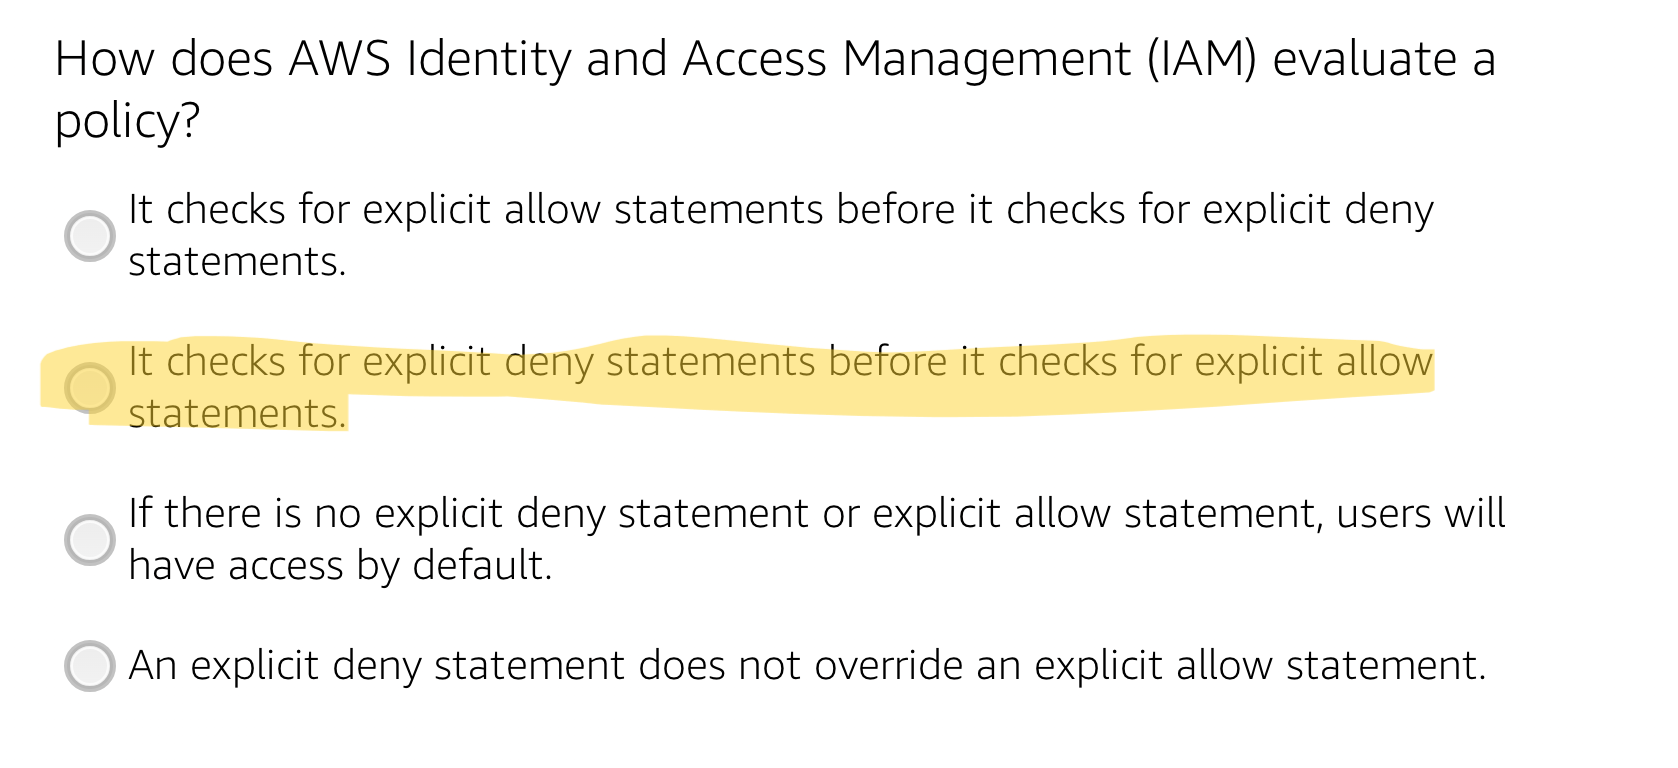 How does AWS Identity and Access Management (IAM) evaluate a
policy?
It checks for explicit allow statements before it checks for explicit deny
statements.
It checks for explicit deny statements before it checks for explicit allow
statements.
If there is no explicit deny statement or explicit allow statement, users will
have access by default.
An explicit deny statement does not override an explicit allow statement.